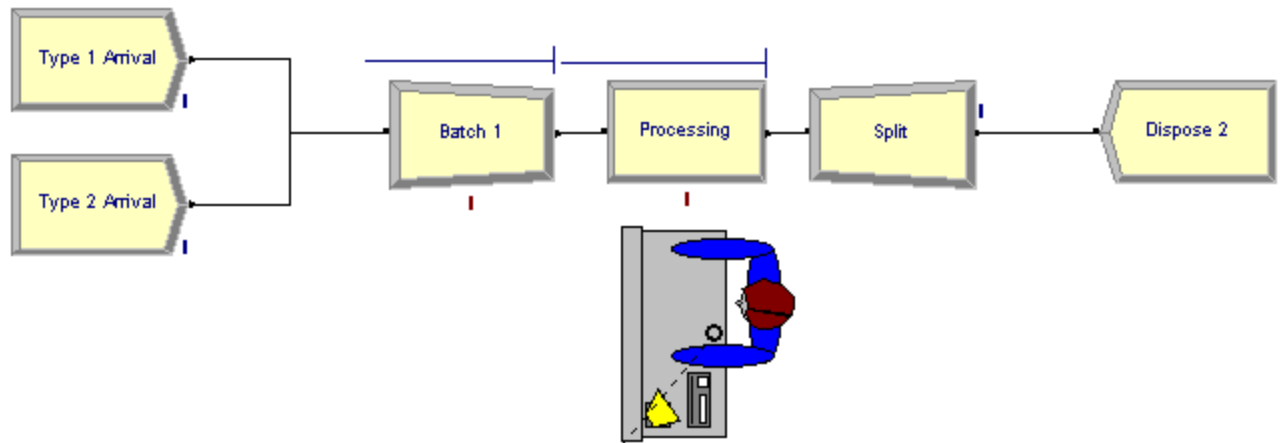 Type 1 Arrival
Batch 1
Processing
Split
Dispose 2
Type 2 Arrival